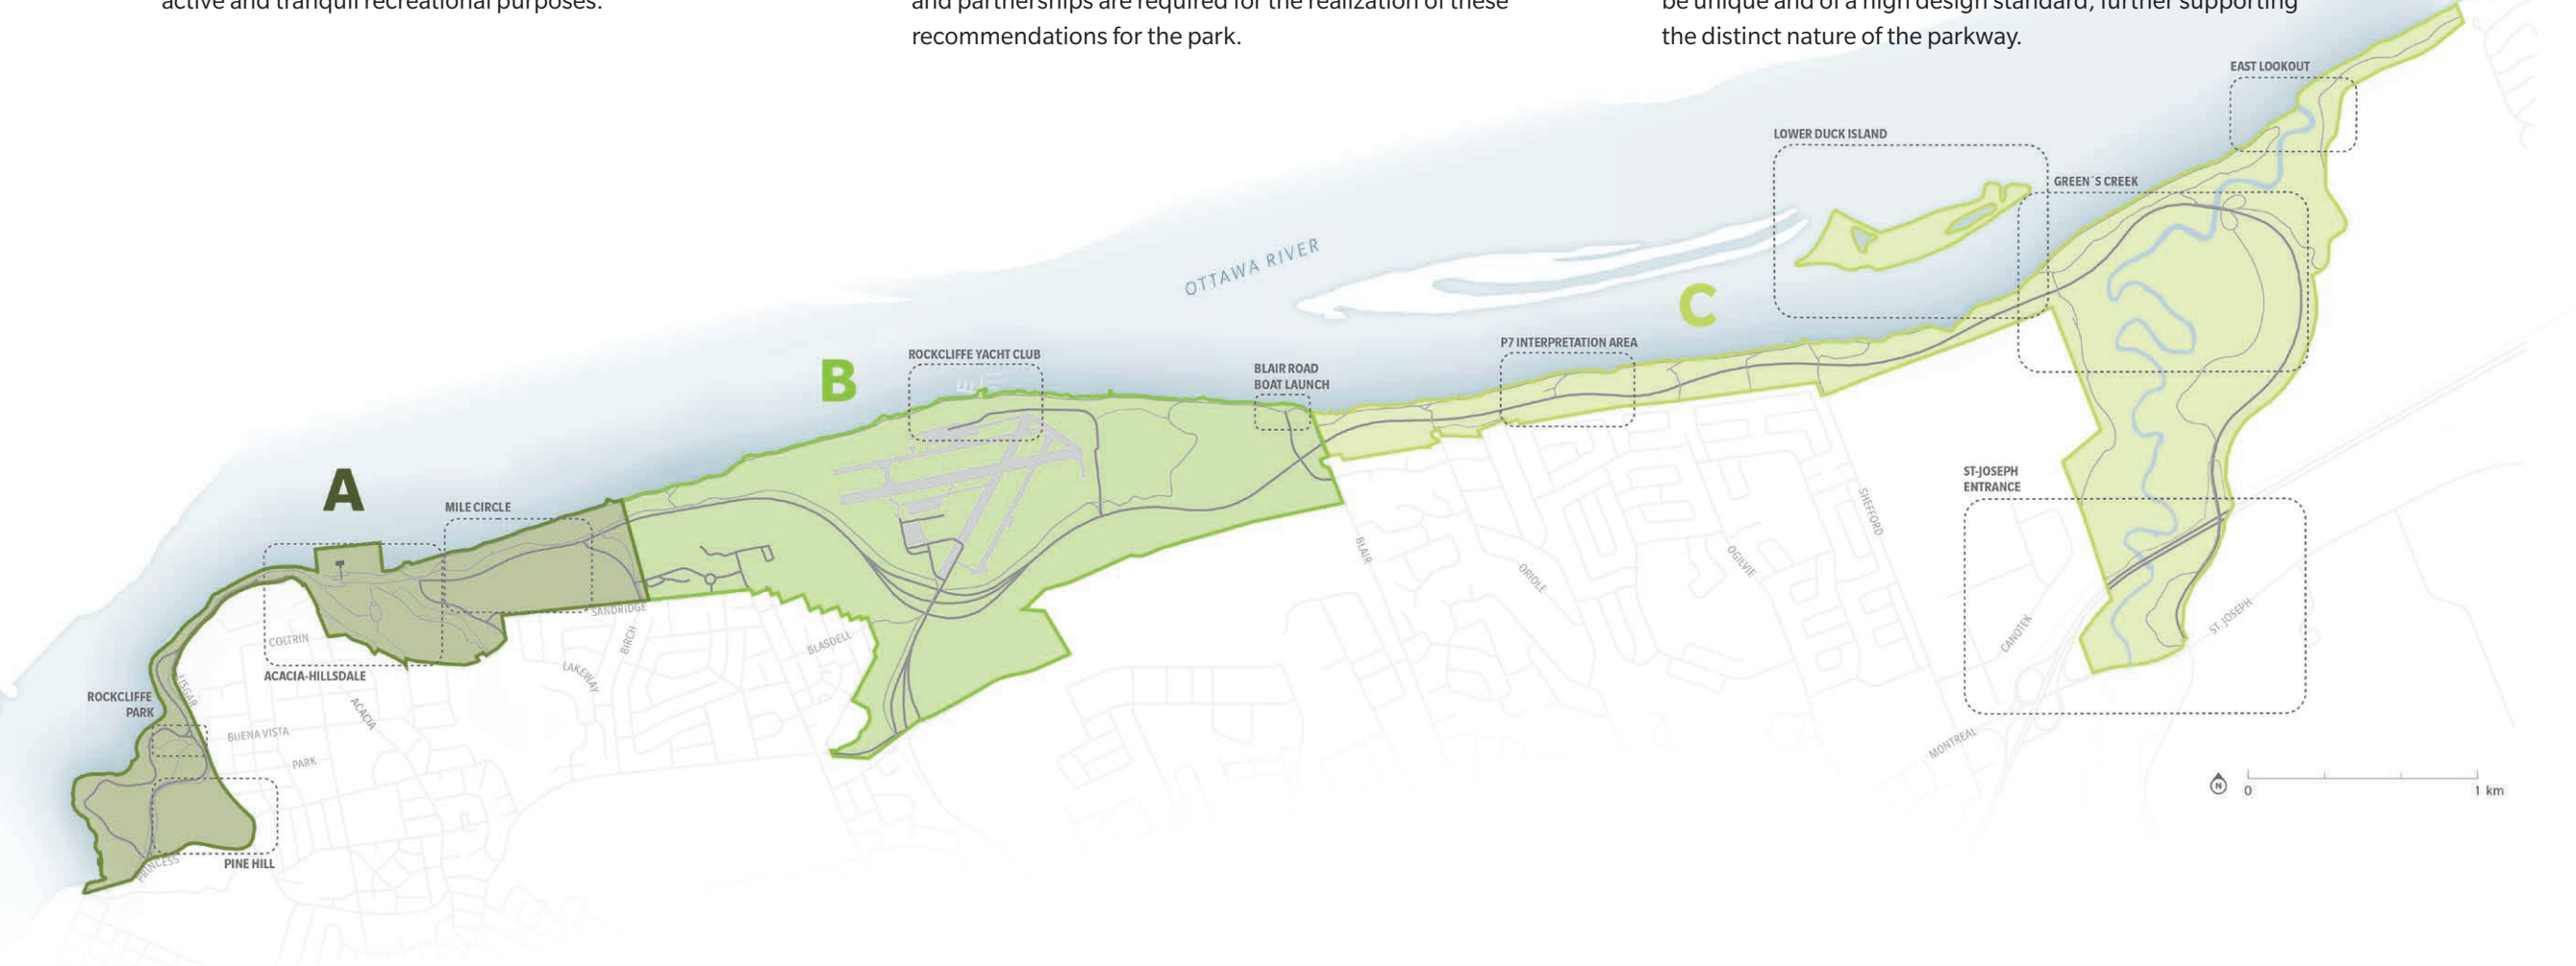 active and tranquil recreational purposes.
and partnerships are required for the realization of these
recommendations for the park.
be unique and of a high design standard, further supporting
the distinct nature of the parkway.
EAST LOOKOUT
LOWER DUCK ISLAND
GREEN´S CREEK
OTTAWA RIVER
C
P7 INTERPRETATION AREA
B
ROCKCLIFFE YACHT CLUB
BLAIR ROAD
BOAT LAUNCH
A
MILE CIRCLE
ST-JOSEPH
ENTRANCE
SHEFFORD
OGILVIE
ORIOLE
BLAIR
SANDRIDGE
BIRCH
LAKEWAY
BLASDELL
COLTRIN
ACACIA-HILLSDALE
LISGAR
ACACIA
ROCKCLIFFE
PARK
BUENA VISTA
PARK
CANOTEK
ST. JOSEPH
MONTREAL
N
0
1 km
PINE HILL
PRINCESS